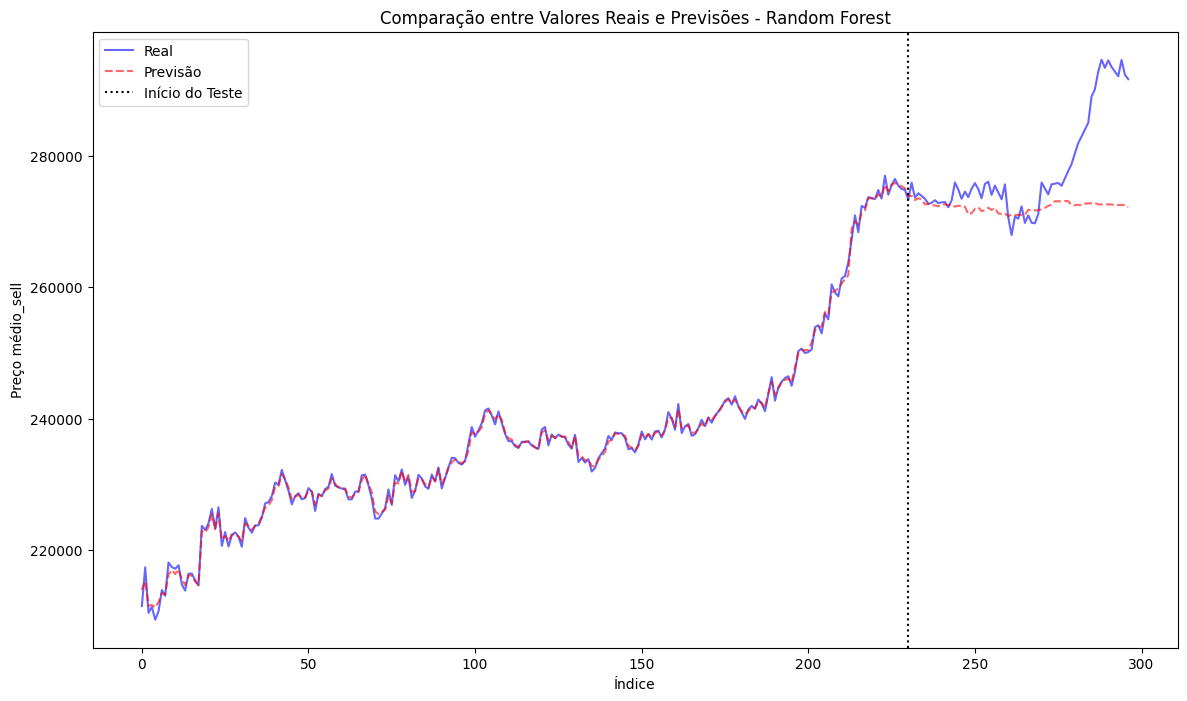 Comparação entre Valores Reais e Previsões - Random Forest
Real
Previsão
Início do Teste
280000
260000
240000
220000
Preço médio_sell
0
50
100
150
200
250
300
Índice